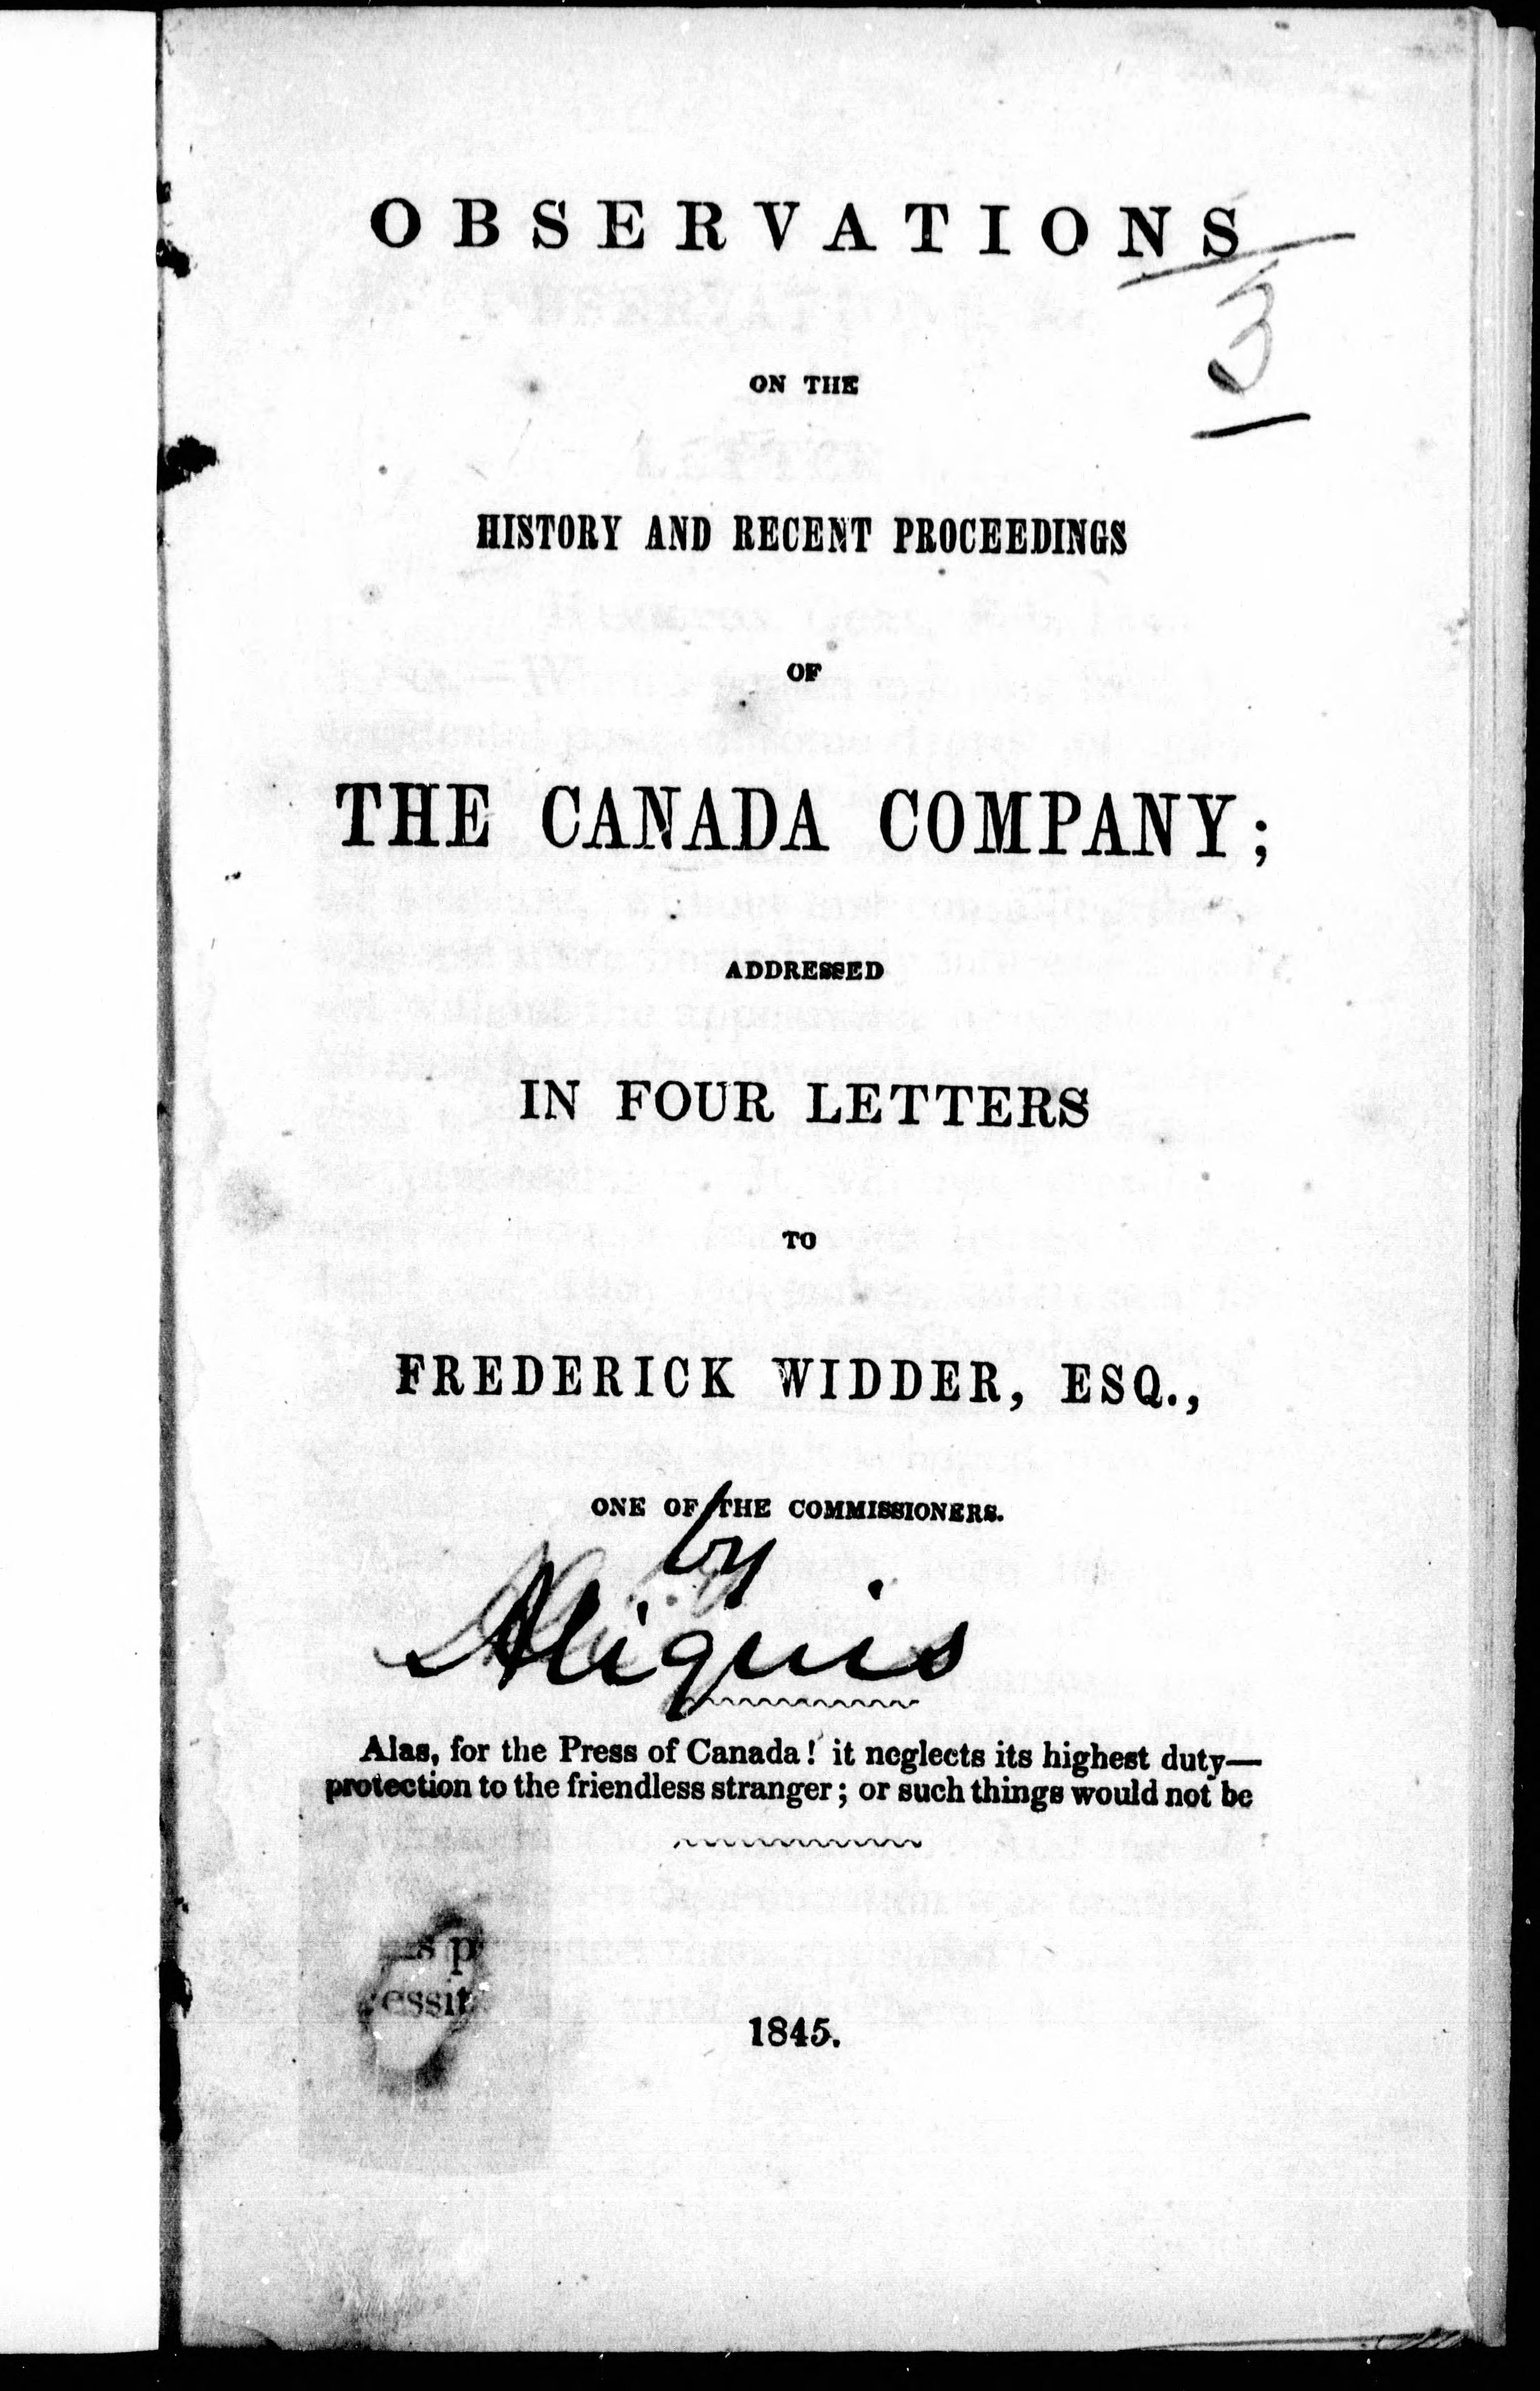 OBSERVATIONS
3
ON THE
HISTORY AND RECENT PROCEEDINGS
OF
THE CANADA COMPANY;
ADDRESSED
IN FOUR LETTERS
TO
FREDERICK WIDDER, ESQ.,
ONE OF THE COMMISSIONERS.
by
Aliquis
Alas, for the Press of Canada! it neglects its highest duty—
protection to the friendless stranger; or such things would not be
s p
essit
1845.